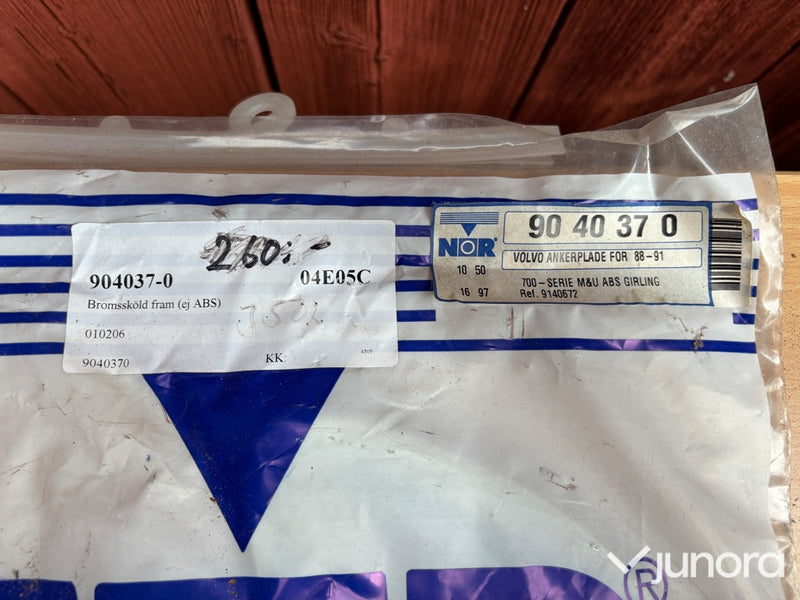 904037-0
260:-
04E05C
Bromssköld fram (ej ABS)
010206
9040370
KK:
4509
90 40 37 0
NOR
VOLVO ANKERPLADE FOR 88-91
10 50
16 97
700-SERIE M&U ABS GIRLING
Ref. 9140672
®
junora